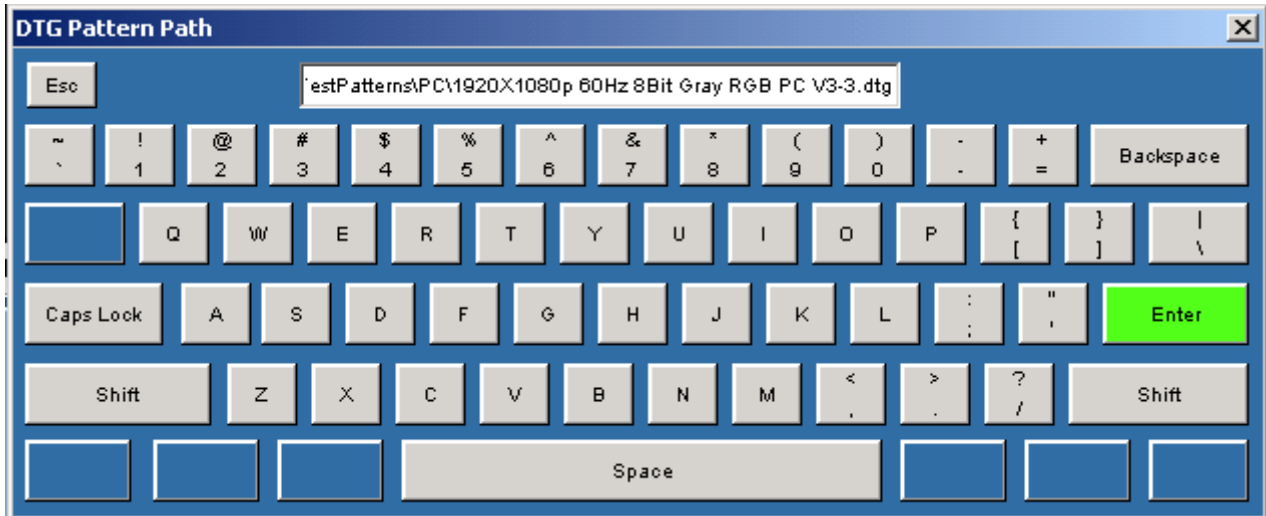 DTG Pattern Path
Esc
estPatterns\PC\1920X1080p 60Hz 8Bit Gray RGB PC V3-3.dtg
~ ! @ # $ % ^ & * ( ) - +
` 1 2 3 4 5 6 7 8 9 0 - = Backspace
Q W E R T Y U I O P { } |
[ ] \
Caps Lock A S D F G H J K L : " Enter
; '
Shift Z X C V B N M < > ? Shift
, . /
Space